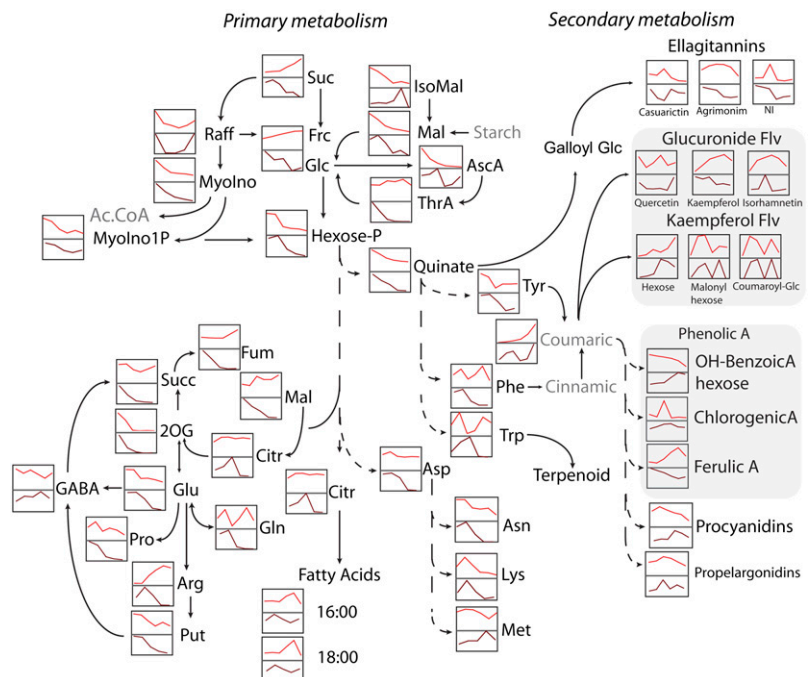 Primary metabolism
Secondary metabolism
Ellagitannins
Suc
IsoMal
Casuarictin
Agrimonim
NI
Raff
Frc
Mal
Starch
Glc
AscA
Galloyl Glc
Glucuronide Flv
MyoIno
ThrA
Quercetin
Kaempferol
Isorhamnetin
Ac.CoA
MyoIno1P
Hexose-P
Kaempferol Flv
Quinate
Tyr
Hexose
Malonyl
hexose
Coumaroyl-Glc
Fum
Coumaric
Phenolic A
Succ
Mal
Phe
Cinnamic
OH-BenzoicA
hexose
2OG
Citr
Trp
ChlorogenicA
GABA
Glu
Citr
Asp
Terpenoid
Ferulic A
Pro
Gln
Asn
Procyanidins
Arg
Fatty Acids
Lys
Propelargonidins
Put
16:00
Met
18:00